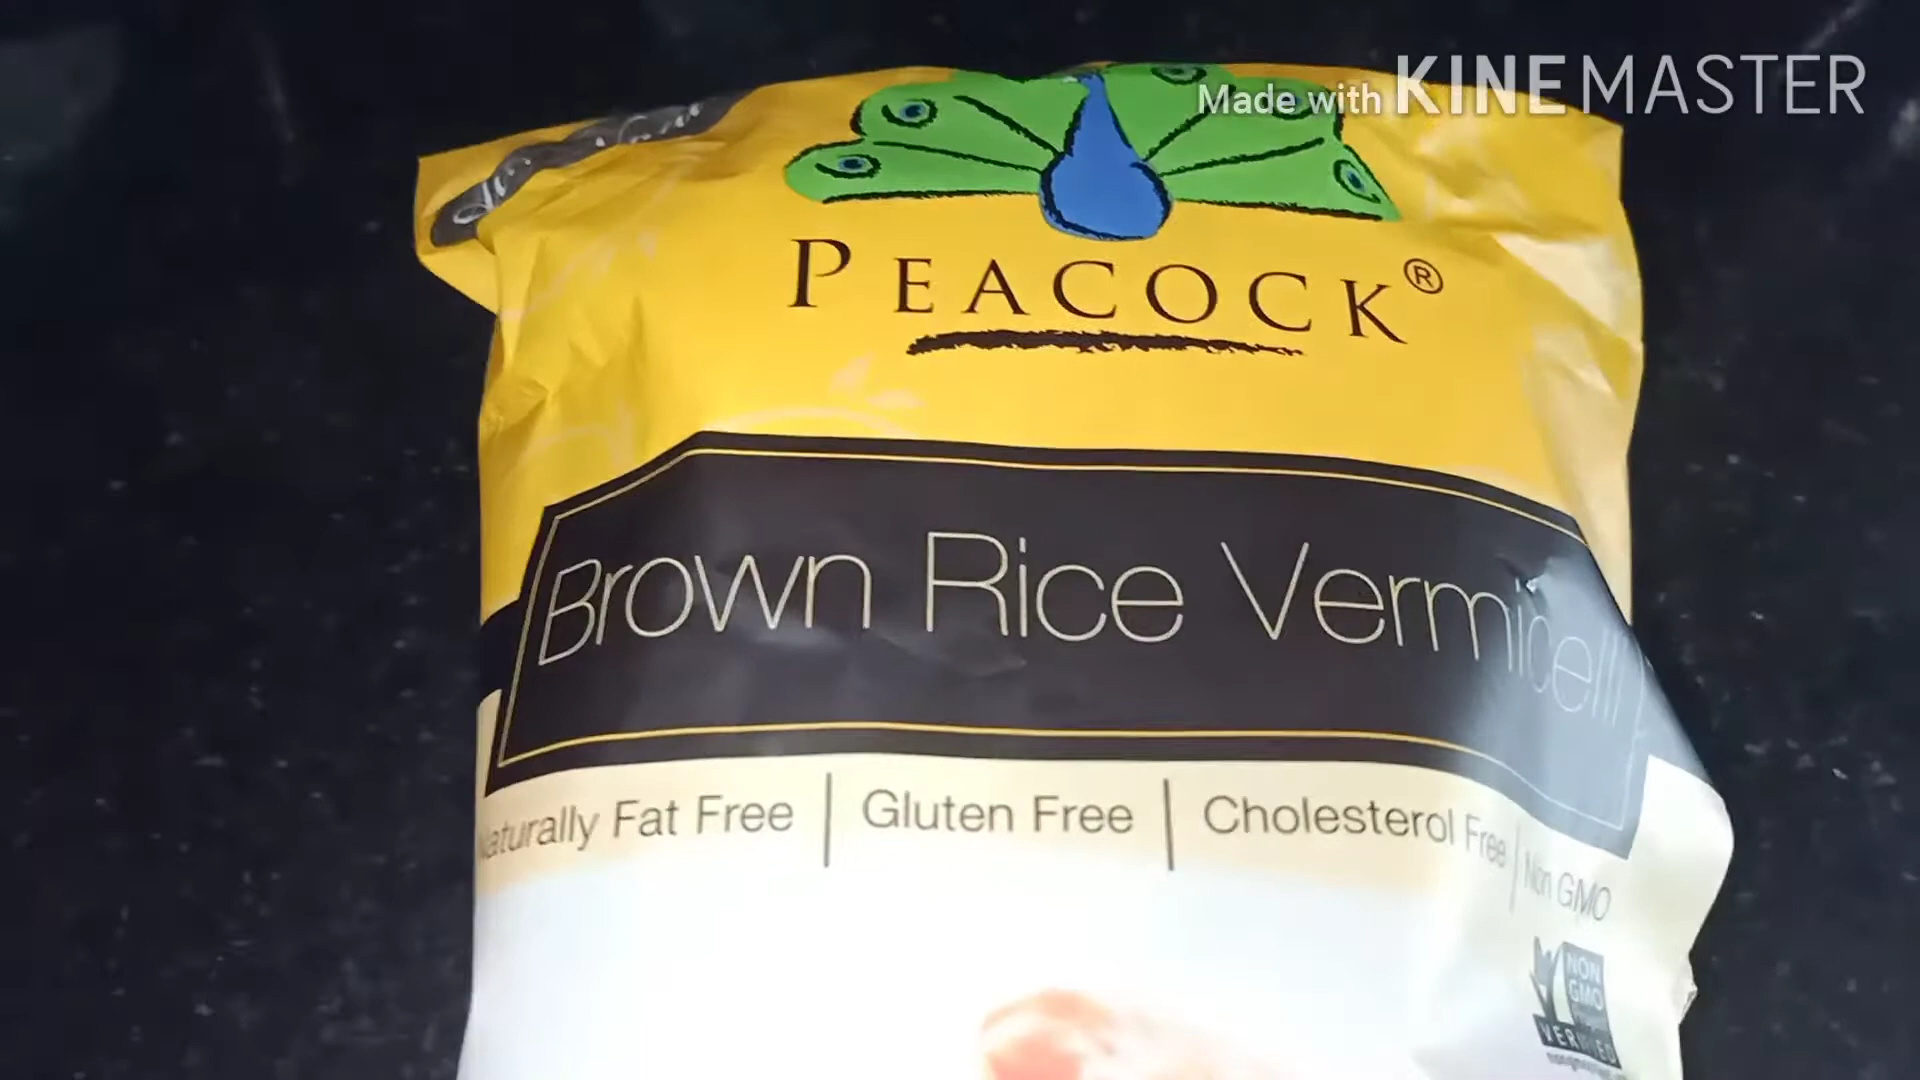 Made with KINEMASTER
PEACOCK®
Brown Rice Vermicelli
Naturally Fat Free | Gluten Free | Cholesterol Free | Non GMO
NON
GMO
VERIFIED